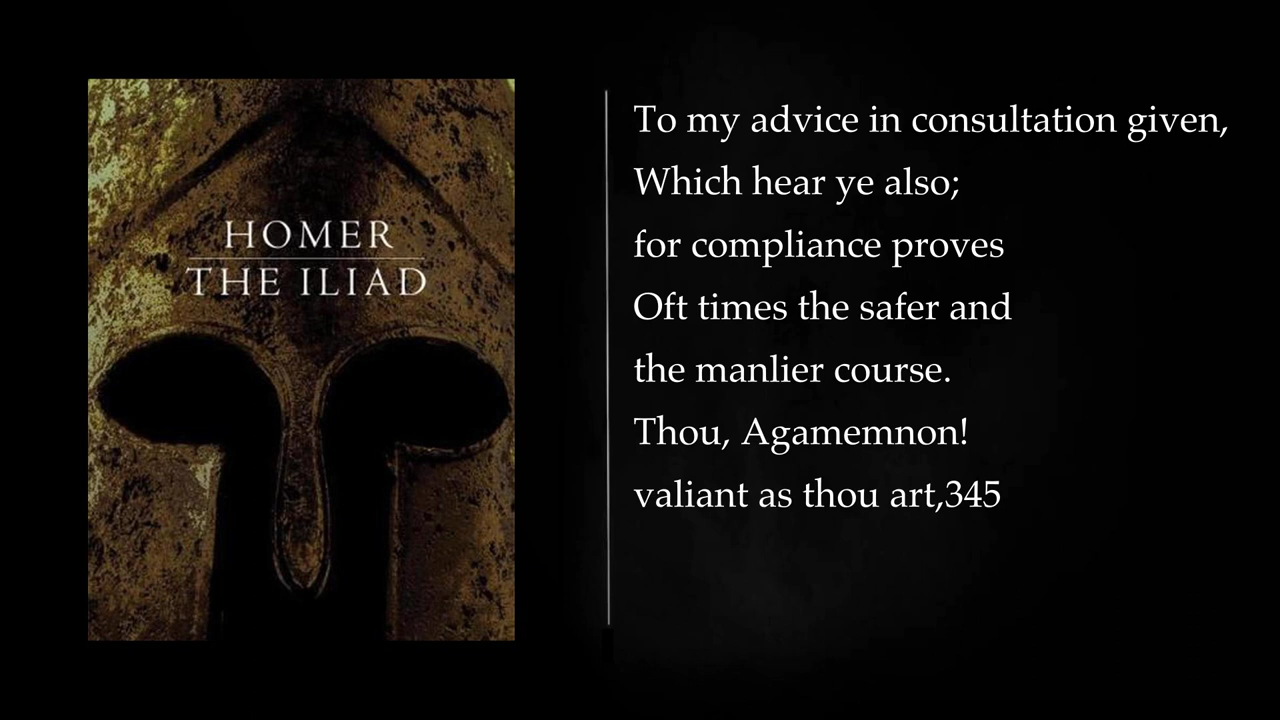 HOMER
THE ILIAD
To my advice in consultation given,
Which hear ye also;
for compliance proves
Oft times the safer and
the manlier course.
Thou, Agamemnon!
valiant as thou art,345